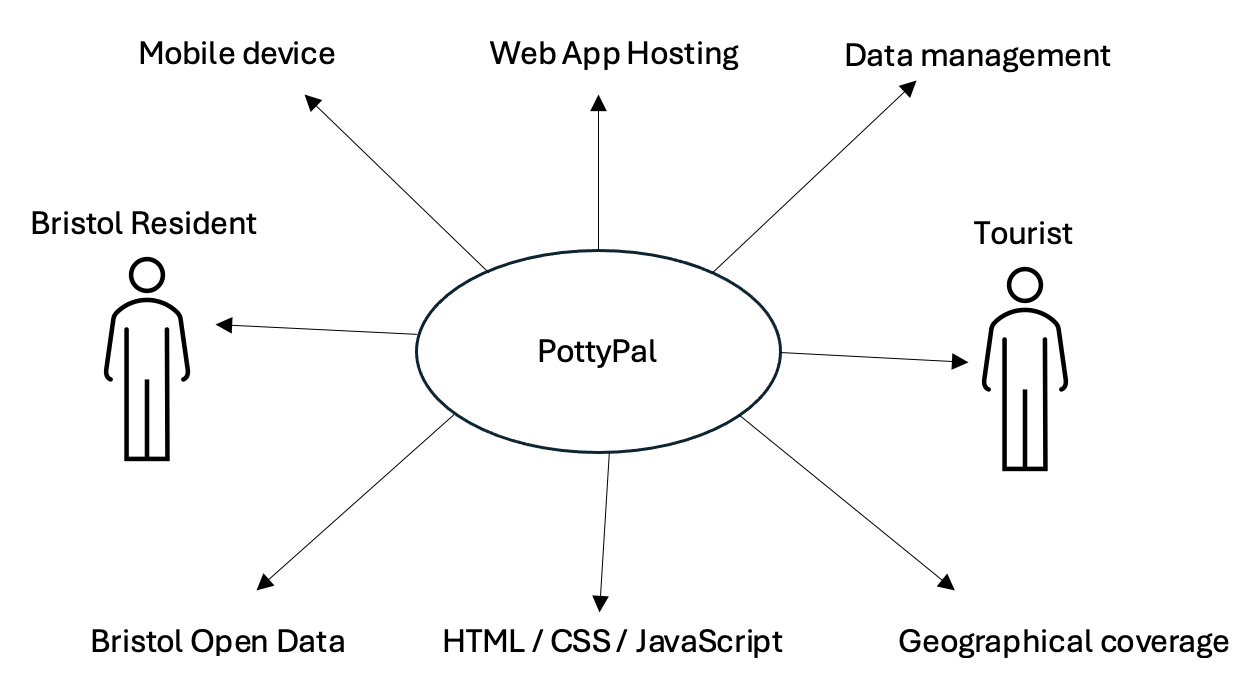 Mobile device
Web App Hosting
Data management
Bristol Resident
Tourist
PottyPal
Bristol Open Data
HTML / CSS / JavaScript
Geographical coverage